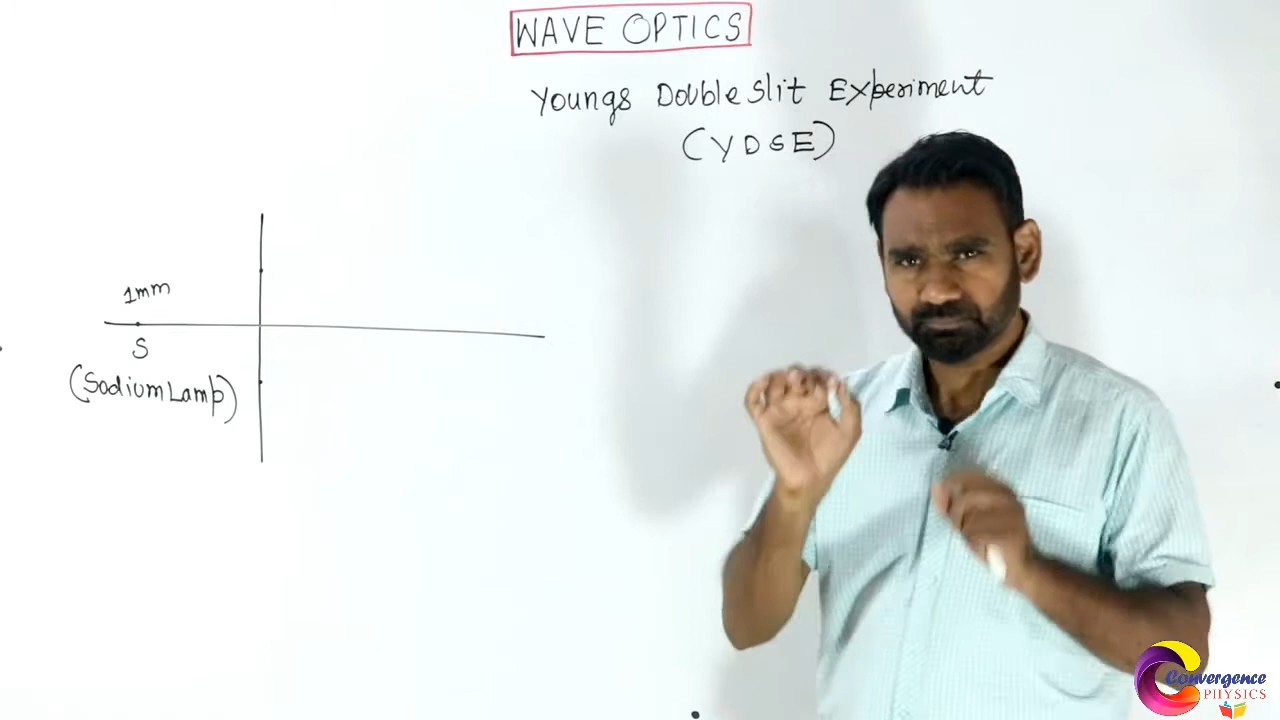 WAVE OPTICS
Youngs Double Slit Experiment
(YDSE)
1mm
S
(Sodium Lamp)
Convergence
PHYSICS